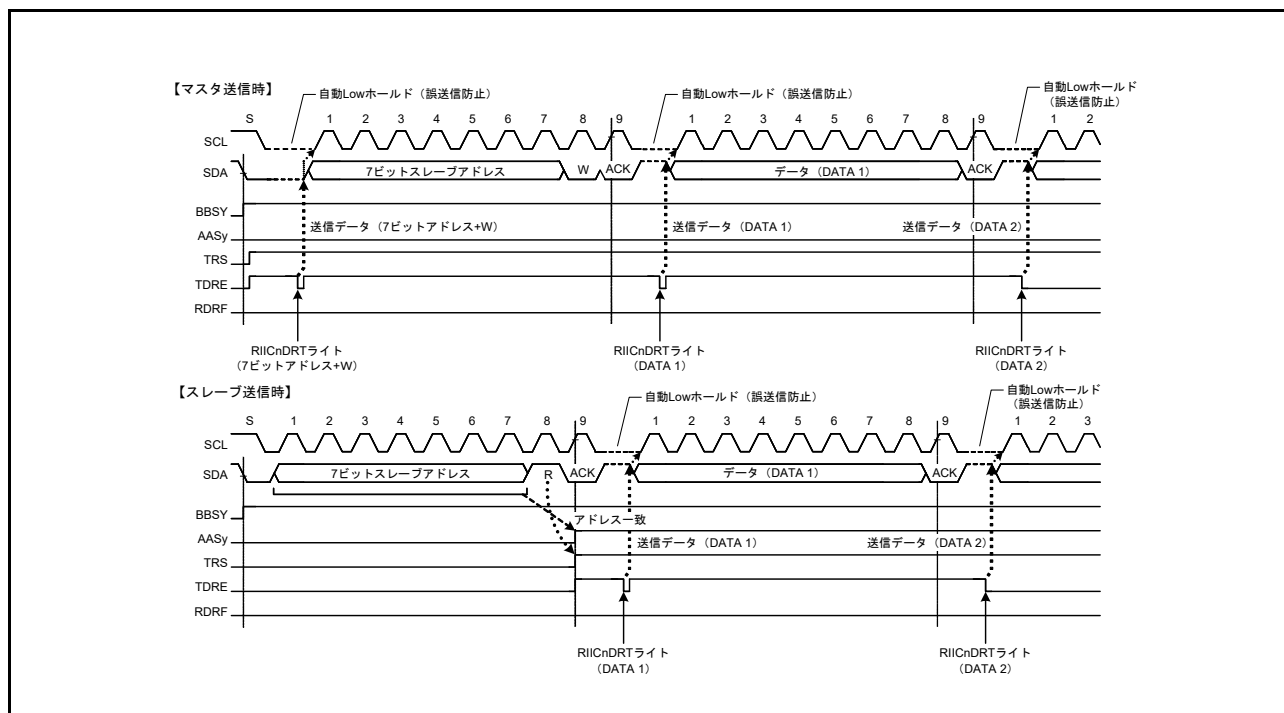 【マスタ送信時】
自動Lowホールド（誤送信防止）
自動Lowホールド（誤送信防止）
自動Lowホールド
（誤送信防止）
S 1 2 3 4 5 6 7 8 9 1 2 3 4 5 6 7 8 9 1 2
SCL
SDA 7ビットスレーブアドレス W ACK データ（DATA 1） ACK
BBSY
送信データ（7ビットアドレス+W） 送信データ（DATA 1） 送信データ（DATA 2）
AASy
TRS
TDRE
RDRF
RIICnDRTライト
（7ビットアドレス+W）
RIICnDRTライト
（DATA 1）
RIICnDRTライト
（DATA 2）
【スレーブ送信時】
自動Lowホールド（誤送信防止）
自動Lowホールド
（誤送信防止）
S 1 2 3 4 5 6 7 8 9 1 2 3 4 5 6 7 8 9 1 2 3
SCL
SDA 7ビットスレーブアドレス R ACK データ（DATA 1） ACK
BBSY
アドレス一致
AASy
送信データ（DATA 1） 送信データ（DATA 2）
TRS
TDRE
RDRF
RIICnDRTライト
（DATA 1）
RIICnDRTライト
（DATA 2）